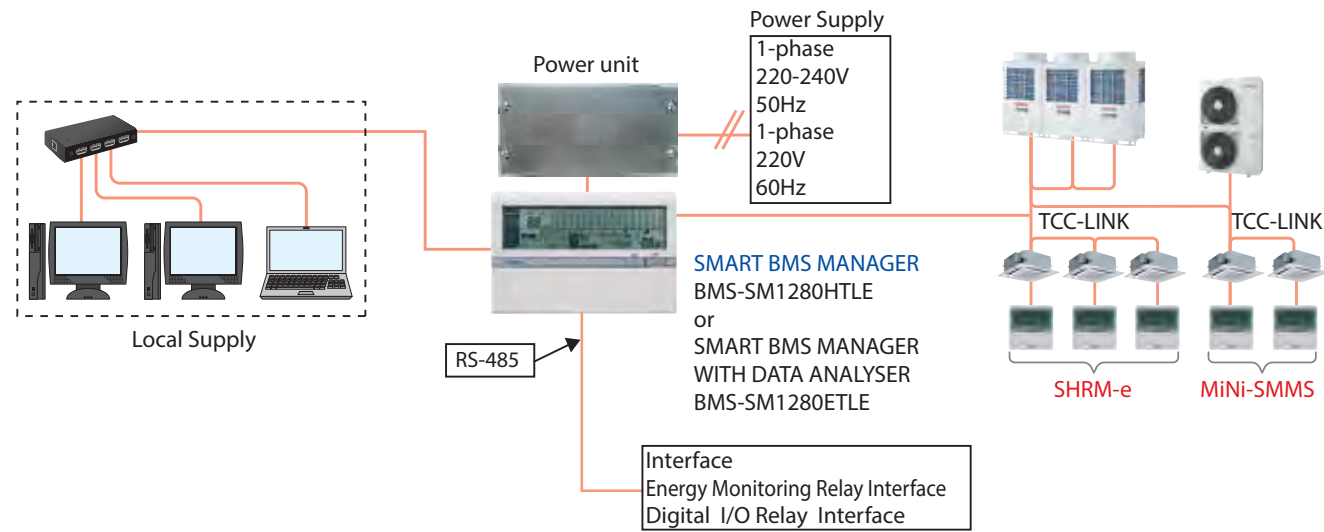 Power Supply
1-phase
220-240V
50Hz
1-phase
220V
60Hz
Power unit
Local Supply
RS-485
SMART BMS MANAGER
BMS-SM1280HTLE
or
SMART BMS MANAGER
WITH DATA ANALYSER
BMS-SM1280ETLE
TCC-LINK
TCC-LINK
SHRM-e
MiNi-SMMS
Interface
Energy Monitoring Relay Interface
Digital I/O Relay Interface